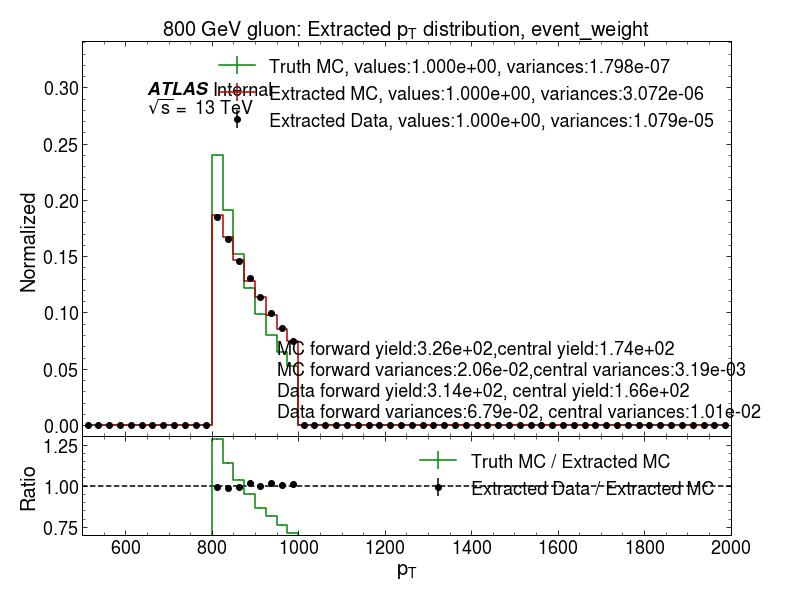 800 GeV gluon: Extracted pT distribution, event_weight
Truth MC, values:1.000e+00, variances:1.798e-07
ATLAS Internal
Extracted MC, values:1.000e+00, variances:3.072e-06
√s = 13 TeV
Extracted Data, values:1.000e+00, variances:1.079e-05
Normalized
0.30
0.25
0.20
0.15
0.10
0.05
0.00
MC forward yield:3.26e+02,central yield:1.74e+02
MC forward variances:2.06e-02,central variances:3.19e-03
Data forward yield:3.14e+02, central yield:1.66e+02
Data forward variances:6.79e-02, central variances:1.01e-02
Ratio
1.25
1.00
0.75
Truth MC / Extracted MC
Extracted Data / Extracted MC
600 800 1000 1200 1400 1600 1800 2000
pT